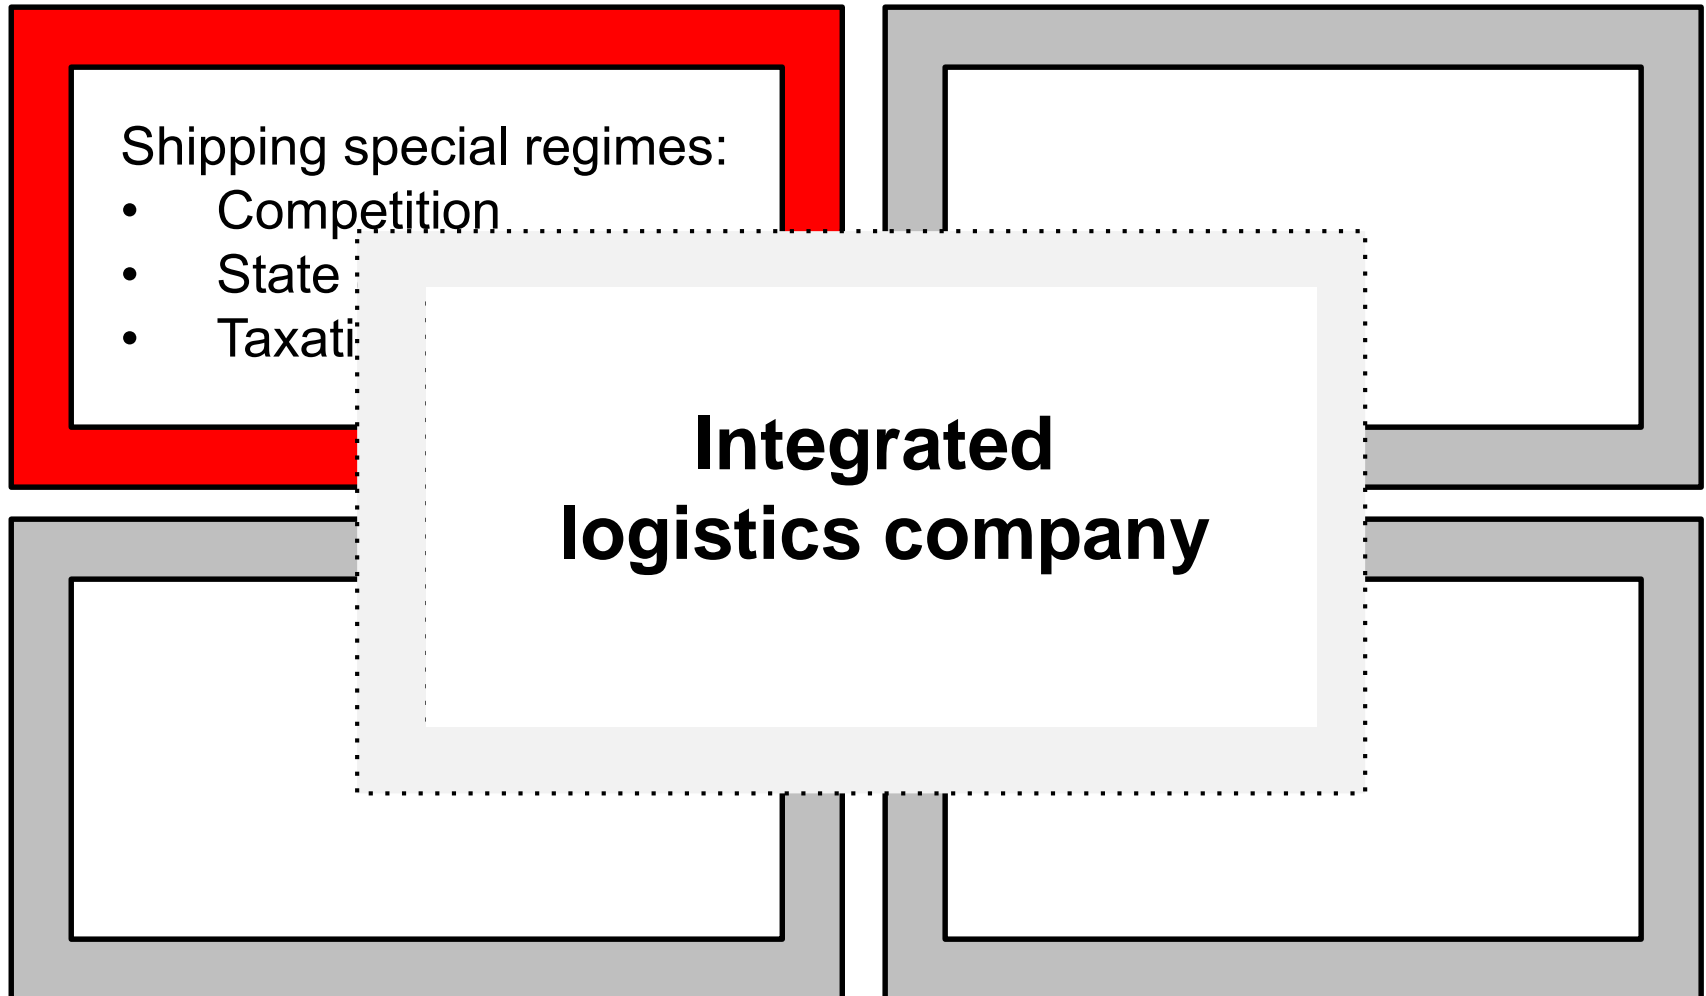 Shipping special regimes:
• Competition
• State
• Taxati
Integrated
logistics company